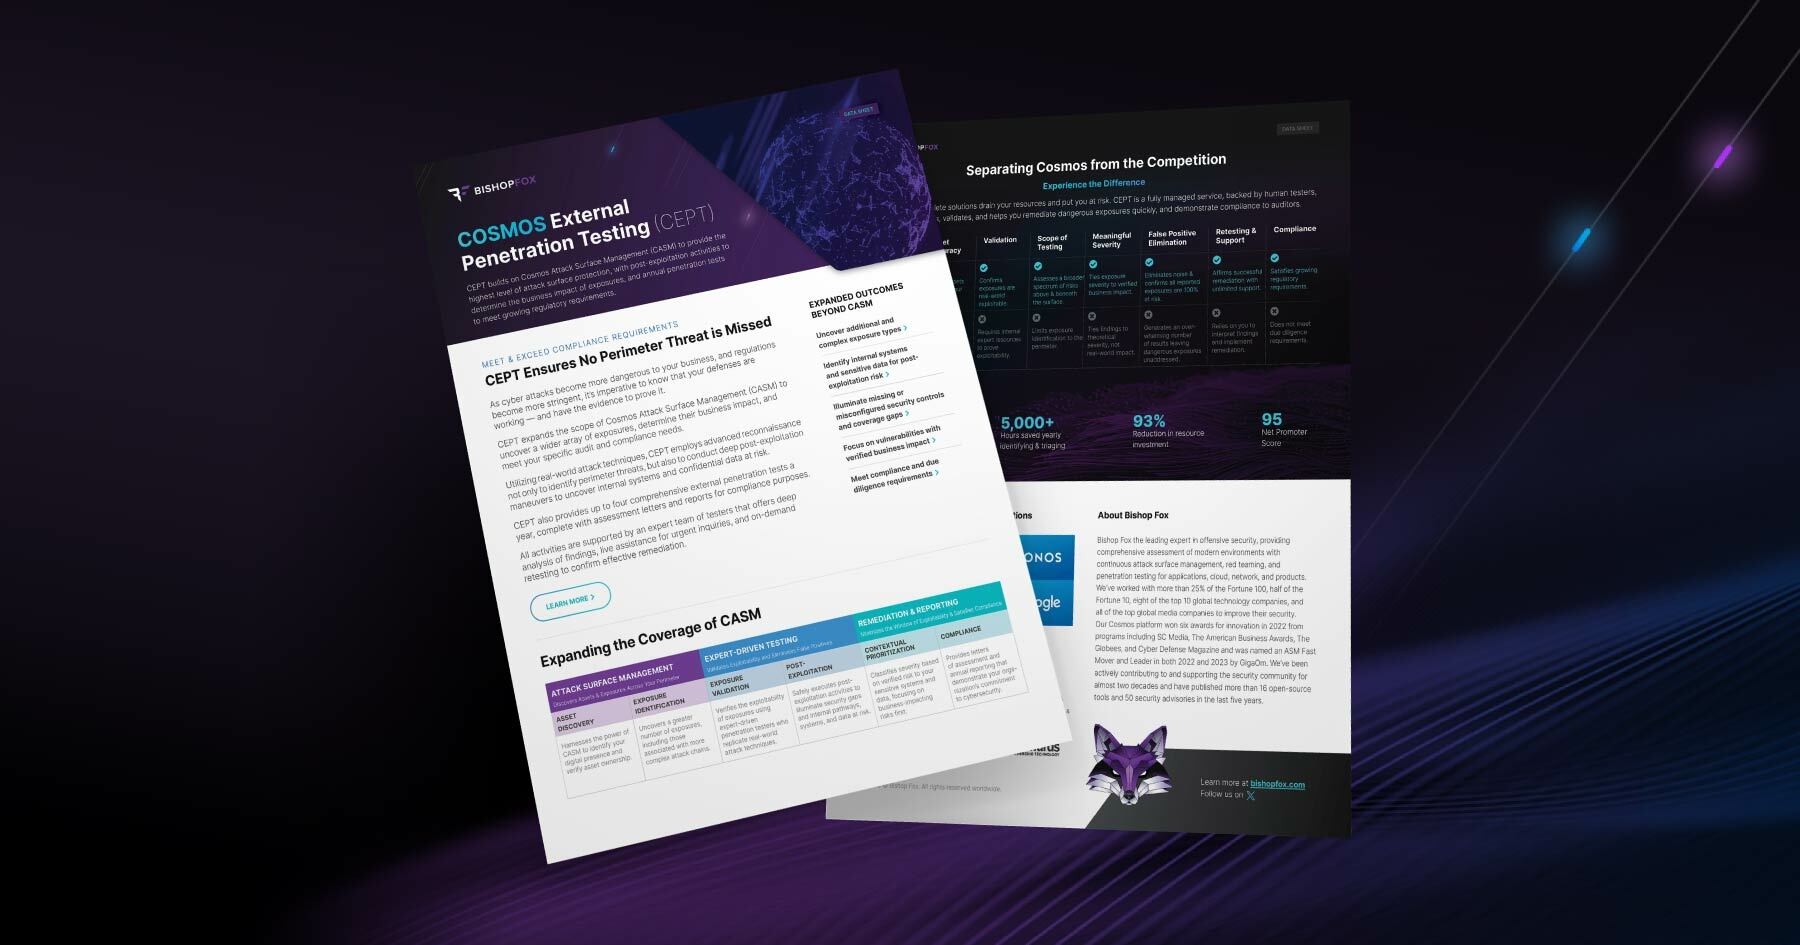 DATA SHEET
BISHOPFOX
COSMOS External
Penetration Testing (CEPT)
CEPT builds on Cosmos Attack Surface Management (CASM) to provide the
highest level of attack surface protection, with post-exploitation activities to
determine the business impact of exposures, and annual penetration tests
to meet growing regulatory requirements.
MEET & EXCEED COMPLIANCE REQUIREMENTS
CEPT Ensures No Perimeter Threat is Missed
As cyber attacks become more dangerous to your business, and regulations
become more stringent, it's imperative to know that your defenses are
working — and have the evidence to prove it.
CEPT expands the scope of Cosmos Attack Surface Management (CASM) to
uncover a wider array of exposures, determine their business impact, and
meet your specific audit and compliance needs.
Utilizing real-world attack techniques, CEPT employs advanced reconnaissance
not only to identify perimeter threats, but also to conduct deep post-exploitation
maneuvers to uncover internal systems and confidential data at risk.
CEPT also provides up to four comprehensive external penetration tests a
year, complete with assessment letters and reports for compliance purposes.
All activities are supported by an expert team of testers that offers deep
analysis of findings, live assistance for urgent inquiries, and on-demand
retesting to confirm effective remediation.
LEARN MORE >
EXPANDED OUTCOMES
BEYOND CASM
Uncover additional and
complex exposure types >
Identify internal systems
and sensitive data for post-
exploitation risk >
Illuminate missing or
misconfigured security controls
and coverage gaps >
Focus on vulnerabilities with
verified business impact >
Meet compliance and due
diligence requirements >
Expanding the Coverage of CASM
ATTACK SURFACE MANAGEMENT
Discovers Assets & Exposures Across Your Perimeter
EXPERT-DRIVEN TESTING
Validates Exploitability and Eliminates False Positives
REMEDIATION & REPORTING
Minimizes the Window of Exploitability & Satisfies Compliance
ASSET
DISCOVERY
EXPOSURE
IDENTIFICATION
EXPOSURE
VALIDATION
POST-
EXPLOITATION
CONTEXTUAL
PRIORITIZATION
COMPLIANCE
Harnesses the power of
CASM to identify your
digital presence and
verify asset ownership.
Uncovers a greater
number of exposures,
including those
associated with more
complex attack chains.
Verifies the exploitability
of exposures using
expert-driven
penetration testers who
replicate real-world
attack techniques.
Safely executes post-
exploitation activities to
illuminate security gaps
and internal pathways,
systems, and data at risk.
Classifies severity based
on verified risk to your
sensitive systems and
data, focusing on
business-impacting
risks first.
Provides letters
of assessment and
annual reporting that
demonstrate your orga-
nization's commitment
to cybersecurity.
DATA SHEET
PFOX
Separating Cosmos from the Competition
Experience the Difference
lete solutions drain your resources and put you at risk. CEPT is a fully managed service, backed by human testers,
s, validates, and helps you remediate dangerous exposures quickly, and demonstrate compliance to auditors.
et
racy
Validation
Scope of
Testing
Meaningful
Severity
False Positive
Elimination
Retesting &
Support
Compliance
Confirms
exposures are
real-world
exploitable.
Assesses a broader
spectrum of risks
above & beneath
the surface.
Ties exposure
severity to verified
business impact.
Eliminates noise &
confirms all reported
exposures are 100%
at risk.
Affirms successful
remediation with
unlimited support.
Satisfies growing
regulatory
requirements.
Requires internal
expert resources
to prove
exploitability.
Limits exposure
identification to the
perimeter.
Ties findings to
theoretical
severity, not
real-world impact.
Generates an over-
whelming number
of results leaving
dangerous exposures
unaddressed.
Relies on you to
interpret findings
and implement
remediation.
Does not meet
due diligence
requirements.
5,000+
Hours saved yearly
identifying & triaging
93%
Reduction in resource
investment
95
Net Promoter
Score
ions
ONOS
ogle
About Bishop Fox
Bishop Fox the leading expert in offensive security, providing
comprehensive assessment of modern environments with
continuous attack surface management, red teaming, and
penetration testing for applications, cloud, network, and products.
We've worked with more than 25% of the Fortune 100, half of the
Fortune 10, eight of the top 10 global technology companies, and
all of the top global media companies to improve their security.
Our Cosmos platform won six awards for innovation in 2022 from
programs including SC Media, The American Business Awards, The
Globees, and Cyber Defense Magazine and was named an ASM Fast
Mover and Leader in both 2022 and 2023 by GigaOm. We've been
actively contributing to and supporting the security community for
almost two decades and have published more than 16 open-source
tools and 50 security advisories in the last five years.
Bishop Fox. All rights reserved worldwide.
Learn more at bishopfox.com
Follow us on X